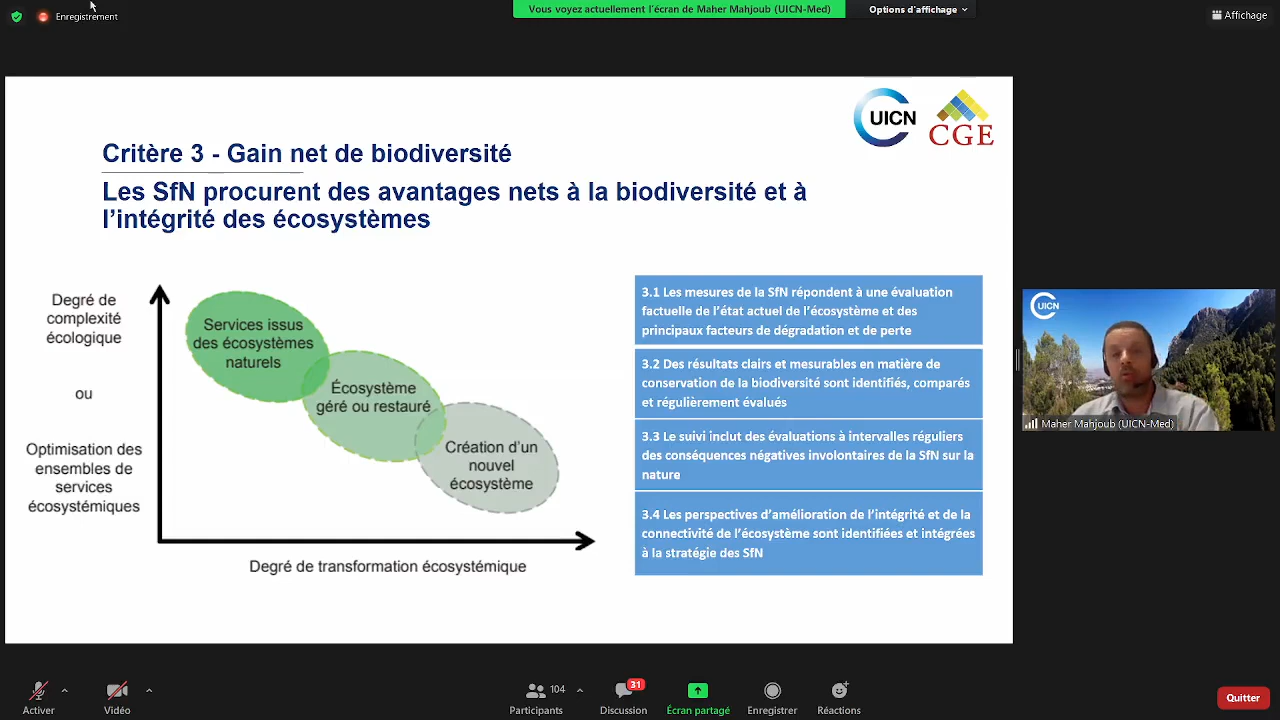 Enregistrement
Vous voyez actuellement l'écran de Maher Mahjoub (UICN-Med)
Options d'affichage
Affichage
UICN
CGE
Critère 3 - Gain net de biodiversité
Les SfN procurent des avantages nets à la biodiversité et à
l'intégrité des écosystèmes
Degré de
complexité
écologique
ou
Optimisation des
ensembles de
services
écosystémiques
Services issus
des écosystèmes
naturels
Écosystème
géré ou restauré
Création d'un
nouvel
écosystème
Degré de transformation écosystémique
3.1 Les mesures de la SfN répondent à une évaluation
factuelle de l'état actuel de l'écosystème et des
principaux facteurs de dégradation et de perte
3.2 Des résultats clairs et mesurables en matière de
conservation de la biodiversité sont identifiés, comparés
et régulièrement évalués
3.3 Le suivi inclut des évaluations à intervalles réguliers
des conséquences négatives involontaires de la SfN sur la
nature
3.4 Les perspectives d'amélioration de l'intégrité et de la
connectivité de l'écosystème sont identifiées et intégrées
à la stratégie des SfN
UICN
Maher Mahjoub (UICN-Med)
Activer
Vidéo
104
Participants
31
Discussion
Écran partagé
Enregistrer
Réactions
Quitter